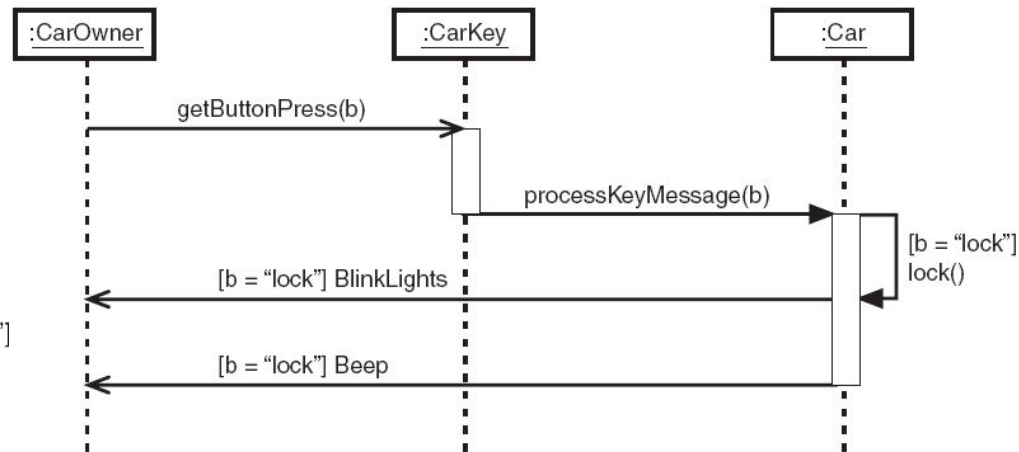 :CarOwner
:CarKey
:Car
getButtonPress(b)
processKeyMessage(b)
[b = “lock”]
lock()
[b = “lock”] BlinkLights
”]
[b = “lock”] Beep